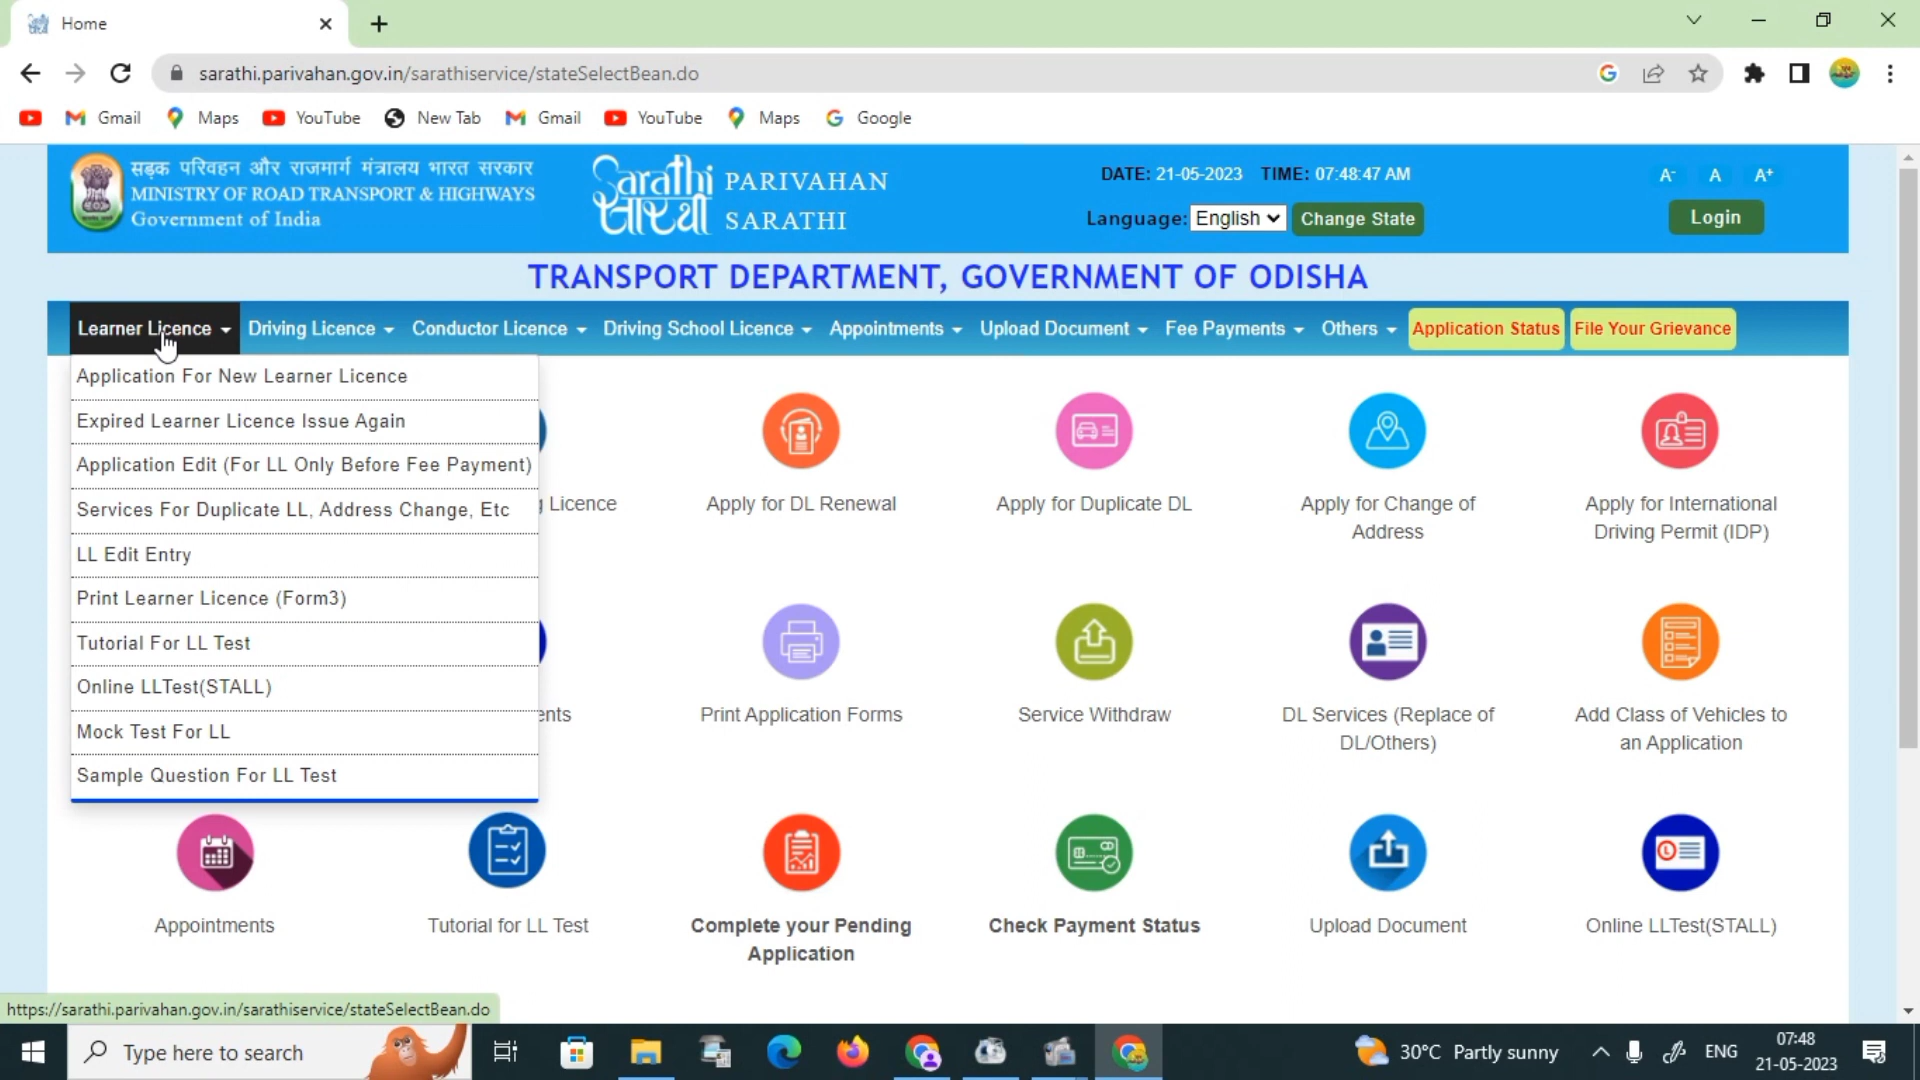 Home
sarathi.parivahan.gov.in/sarathiservice/stateSelectBean.do
Gmail Maps YouTube New Tab Gmail YouTube Maps Google
सड़क परिवहन और राजमार्ग मंत्रालय भारत सरकार
MINISTRY OF ROAD TRANSPORT & HIGHWAYS
Government of India
Sarathi
सारथी
PARIVAHAN
SARATHI
DATE: 21-05-2023 TIME: 07:48:47 AM
Language: English Change State
A- A A+
Login
TRANSPORT DEPARTMENT, GOVERNMENT OF ODISHA
Learner Licence Driving Licence Conductor Licence Driving School Licence Appointments Upload Document Fee Payments Others Application Status File Your Grievance
Application For New Learner Licence
Expired Learner Licence Issue Again
Application Edit (For LL Only Before Fee Payment)
Services For Duplicate LL, Address Change, Etc
LL Edit Entry
Print Learner Licence (Form3)
Tutorial For LL Test
Online LLTest(STALL)
Mock Test For LL
Sample Question For LL Test
Licence
Apply for DL Renewal
Apply for Duplicate DL
Apply for Change of
Address
Apply for International
Driving Permit (IDP)
ents
Print Application Forms
Service Withdraw
DL Services (Replace of
DL/Others)
Add Class of Vehicles to
an Application
Appointments
Tutorial for LL Test
Complete your Pending
Application
Check Payment Status
Upload Document
Online LLTest(STALL)
https://sarathi.parivahan.gov.in/sarathiservice/stateSelectBean.do
Type here to search
30°C Partly sunny
ENG
07:48
21-05-2023